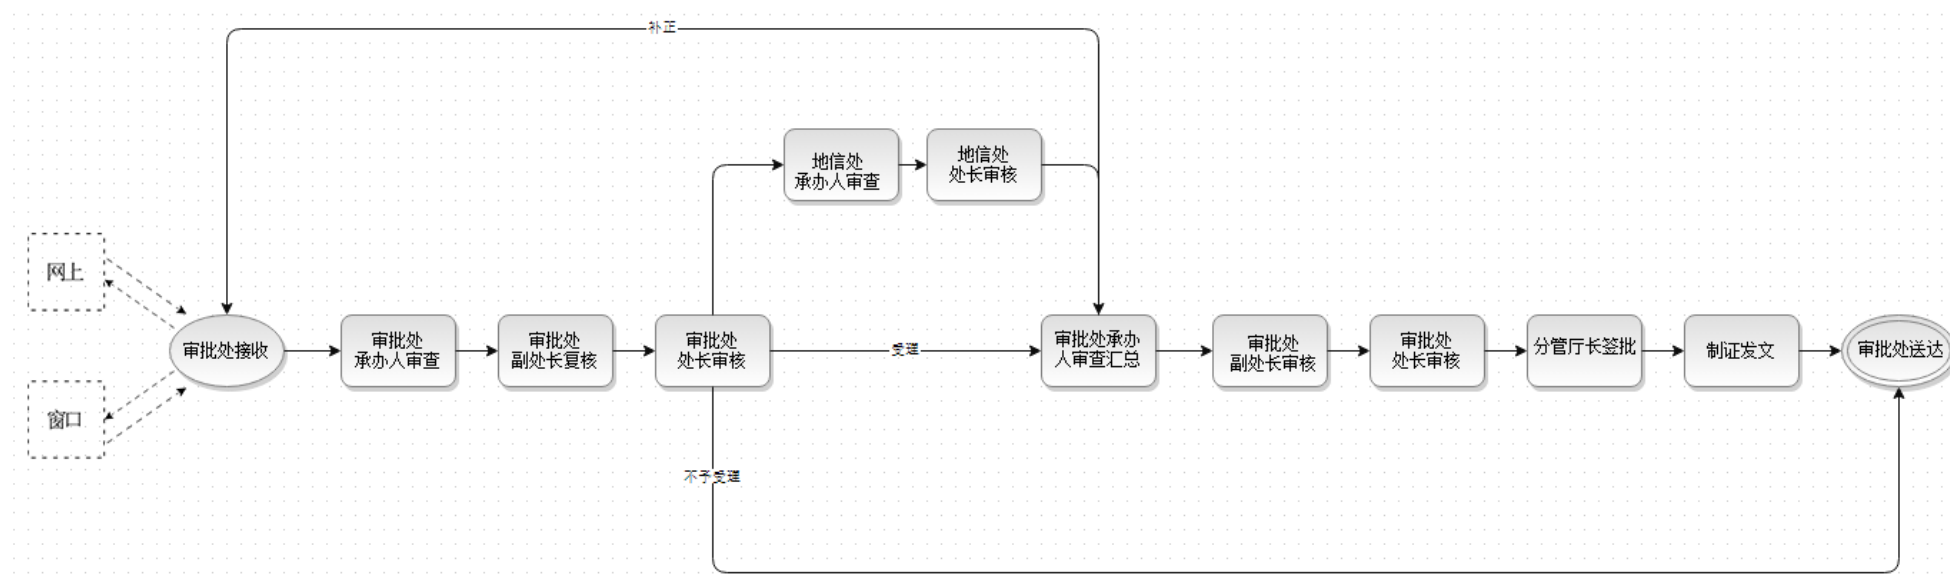 补正
地信处
承办人审查
地信处
处长审核
网上
窗口
审批处接收
审批处
承办人审查
审批处
副处长复核
审批处
处长审核
受理
审批处承办
人审查汇总
审批处
副处长审核
审批处
处长审核
分管厅长签批
制证发文
审批处送达
不予受理